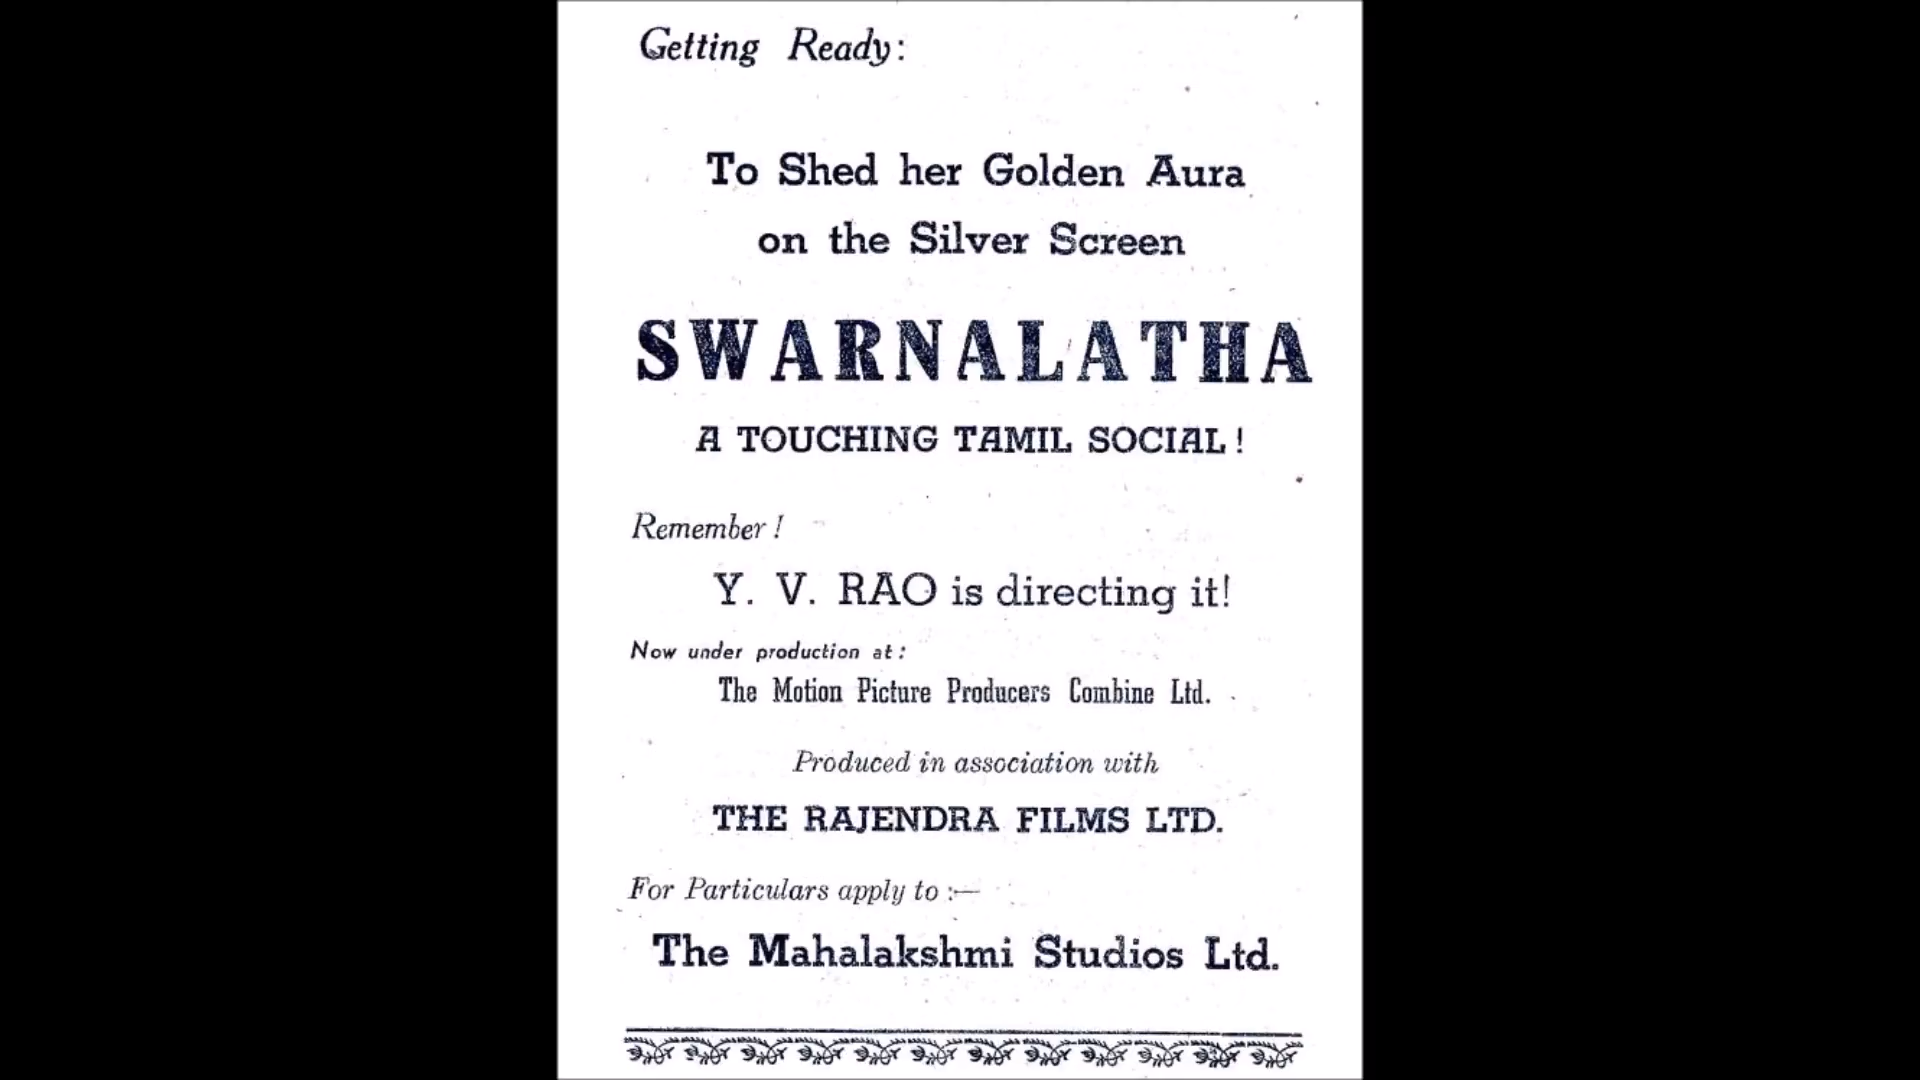 Getting Ready:
To Shed her Golden Aura
on the Silver Screen
SWARNALATHA
A TOUCHING TAMIL SOCIAL!
Remember!
Y. V. RAO is directing it!
Now under production at:
The Motion Picture Producers Combine Ltd.
Produced in association with
THE RAJENDRA FILMS LTD.
For Particulars apply to :—
The Mahalakshmi Studios Ltd.